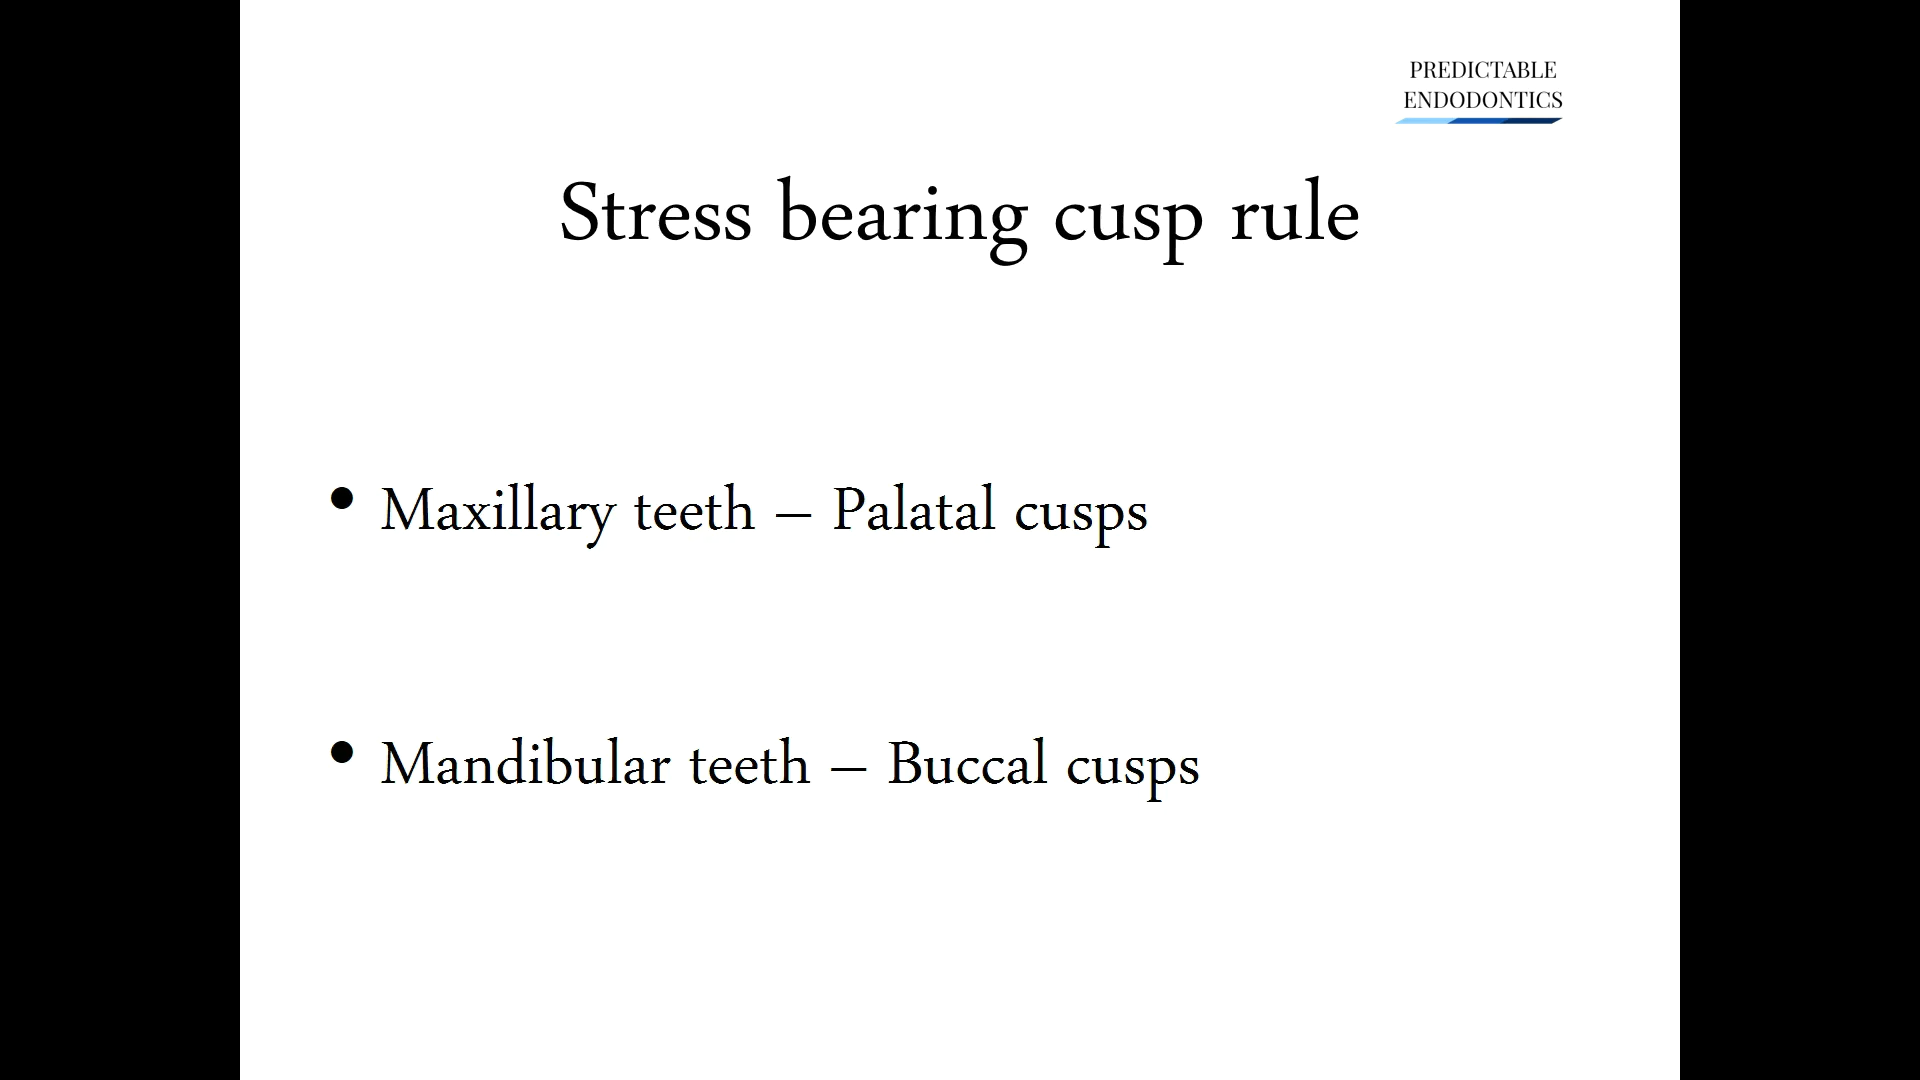 PREDICTABLE
ENDODONTICS
Stress bearing cusp rule
• Maxillary teeth – Palatal cusps
• Mandibular teeth – Buccal cusps